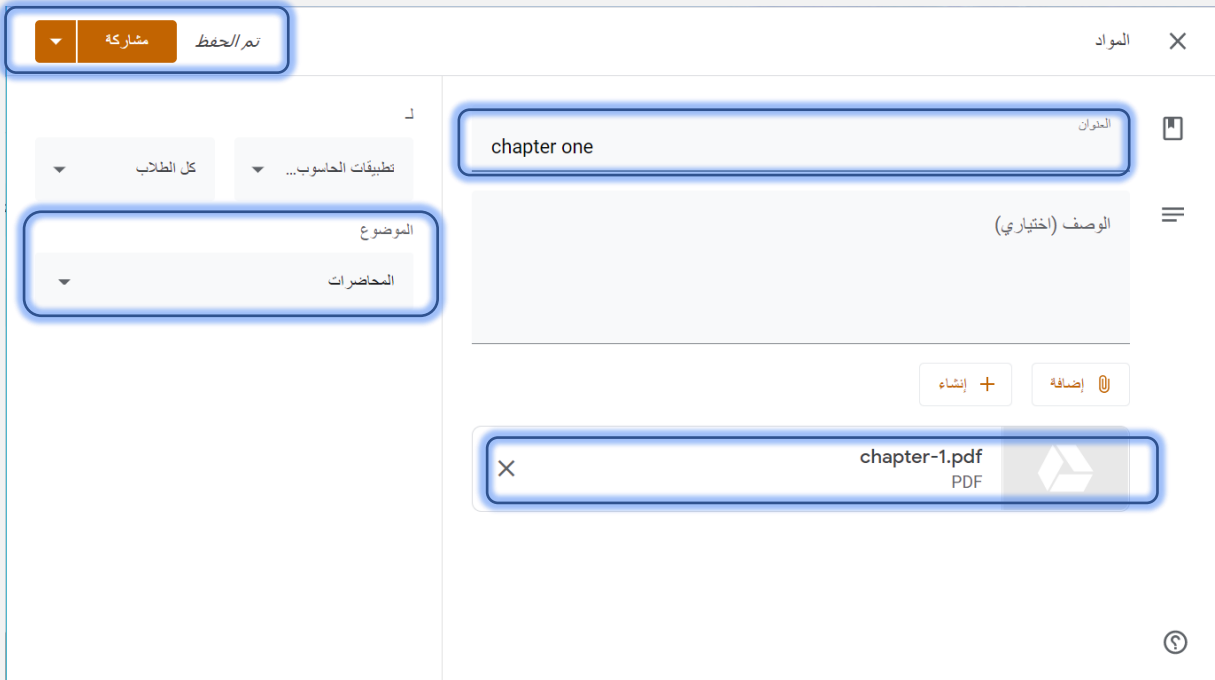 المواد
تم الحفظ
مشاركة
العنوان
chapter one
الوصف (اختياري)
إضافة
إنشاء
chapter-1.pdf
PDF
لـ
تطبيقات الحاسوب...
كل الطلاب
الموضوع
المحاضرات